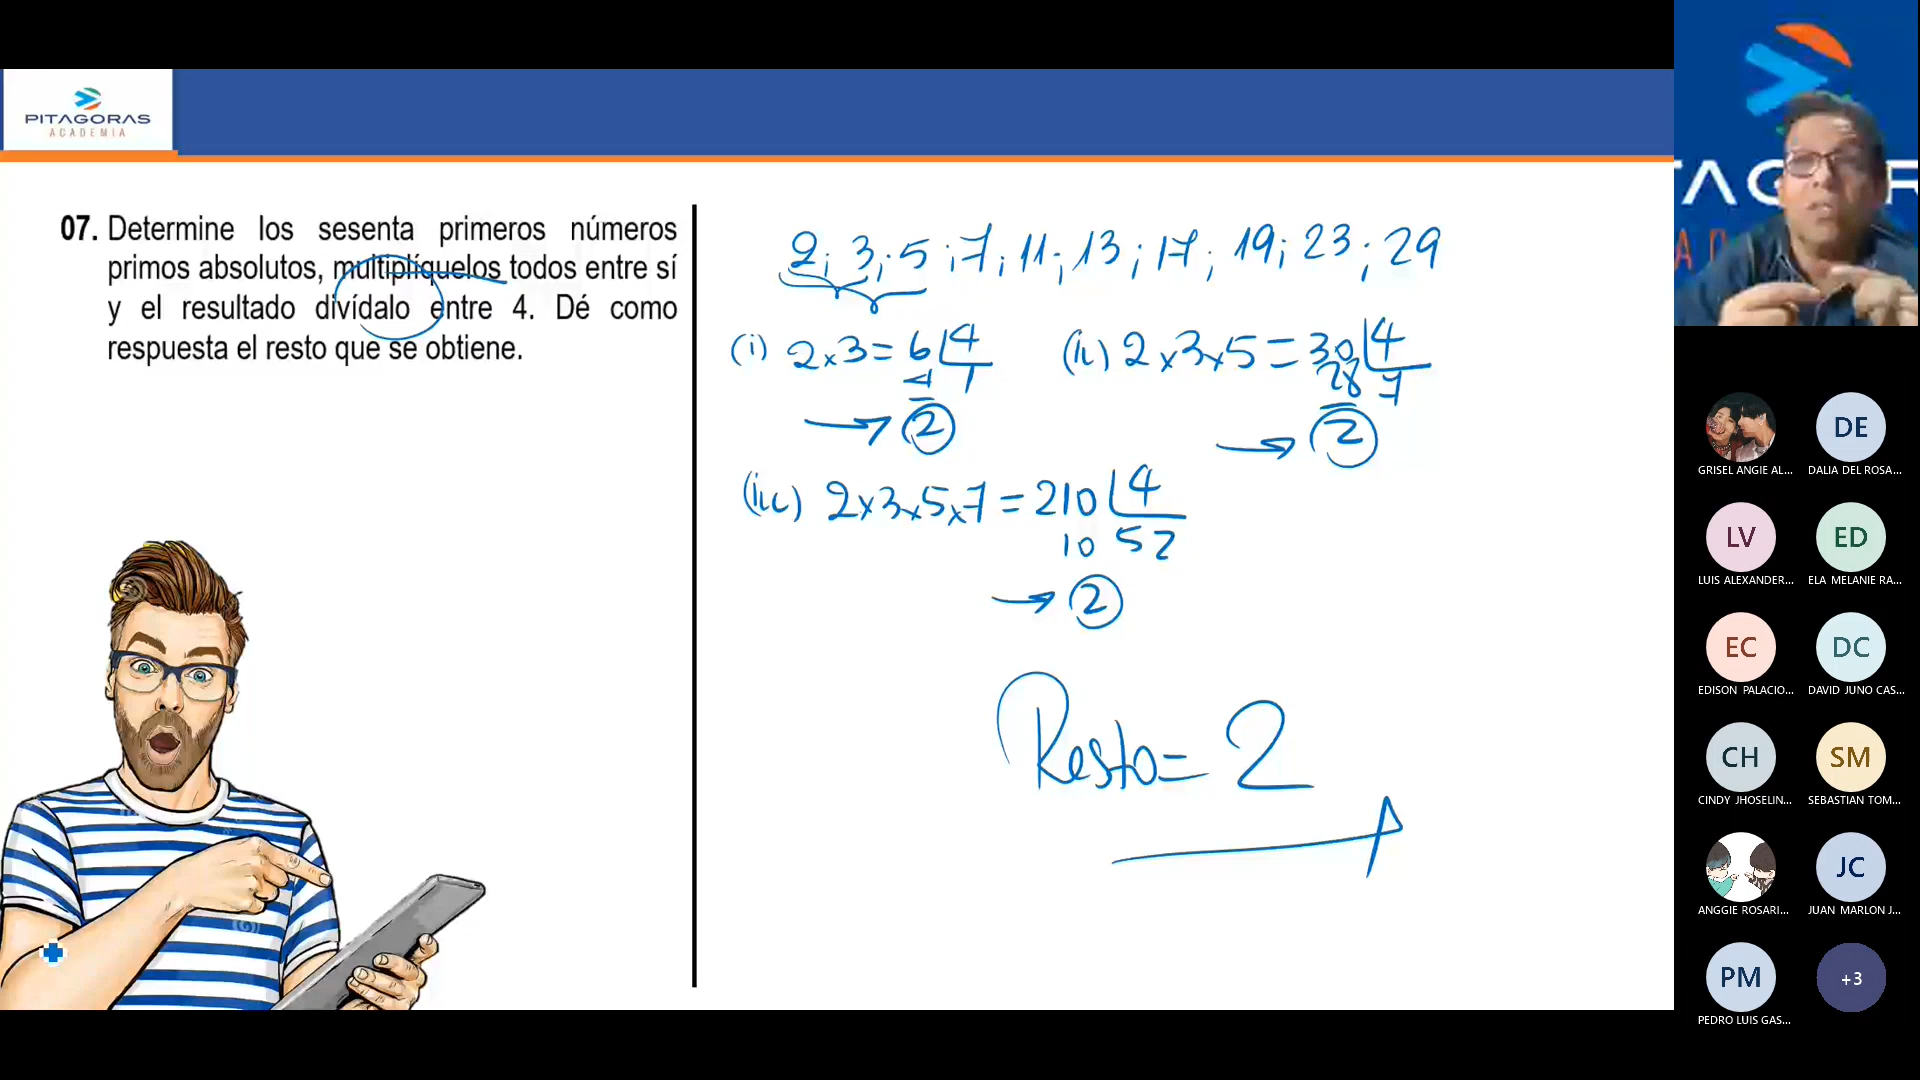 PITAGORAS
ACADEMIA
07. Determine los sesenta primeros números
primos absolutos, multiplíquelos todos entre sí
y el resultado divídalo entre 4. Dé como
respuesta el resto que se obtiene.
2; 3; 5; 7; 11; 13; 17; 19; 23; 29
(i) 2x3=6 4
4 1
2
(ii) 2x3x5=30 4
28 7
2
(iii) 2x3x5x7=210 4
10 52
2
Resto=2
GRISEL ANGIE AL...
DE
DALIA DEL ROSA...
LV
LUIS ALEXANDER...
ED
ELA MELANIE RA...
EC
EDISON PALACIO...
DC
DAVID JUNO CAS...
CH
CINDY JHOSELIN...
SM
SEBASTIAN TOM...
ANGGIE ROSARI...
JC
JUAN MARLON J...
PM
PEDRO LUIS GAS...
+3